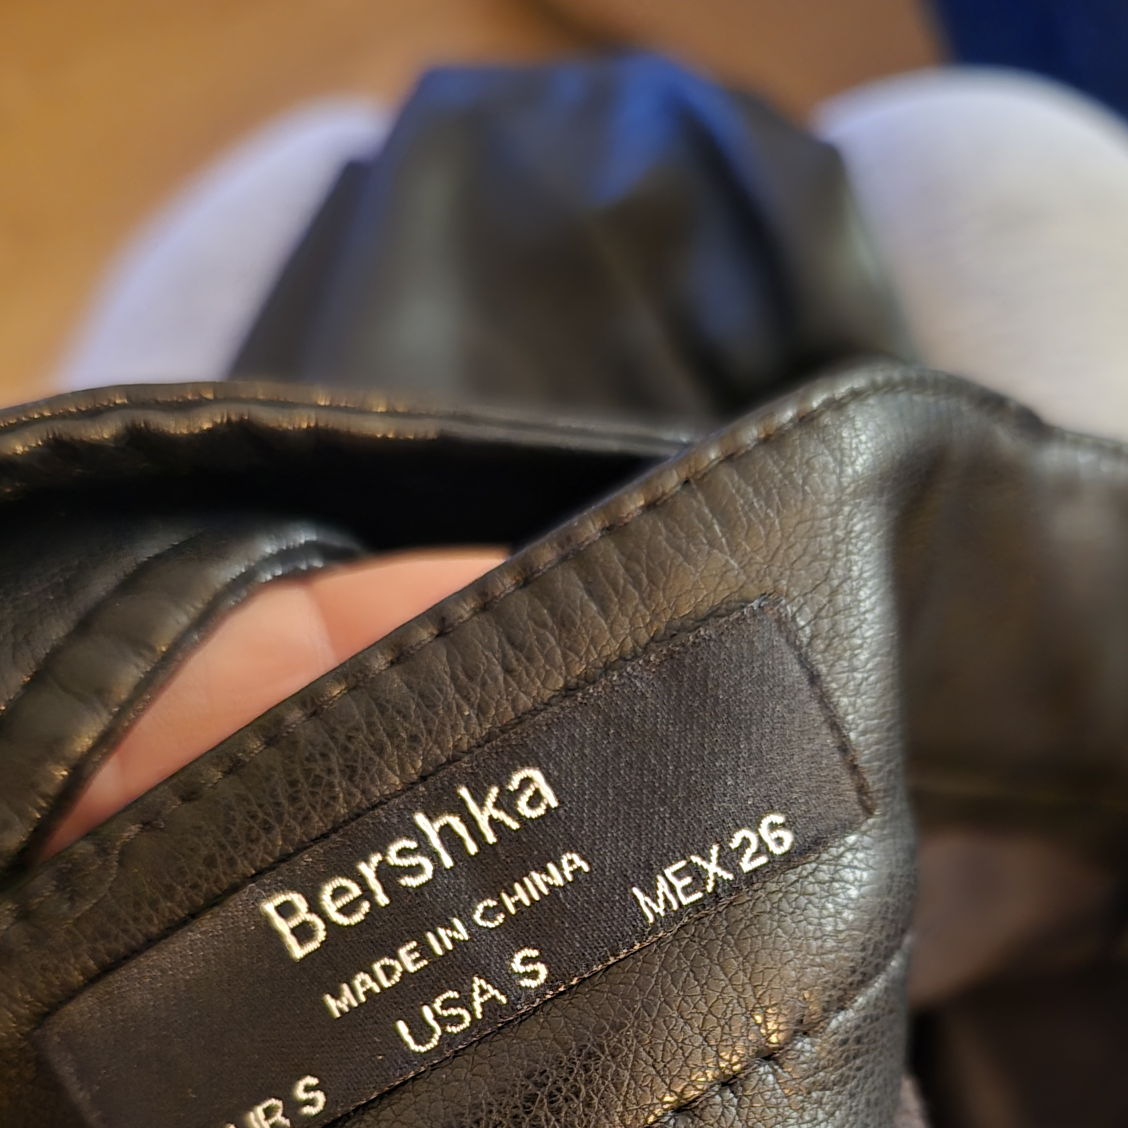 Bershka
MADE IN CHINA
USA S MEX 26
S